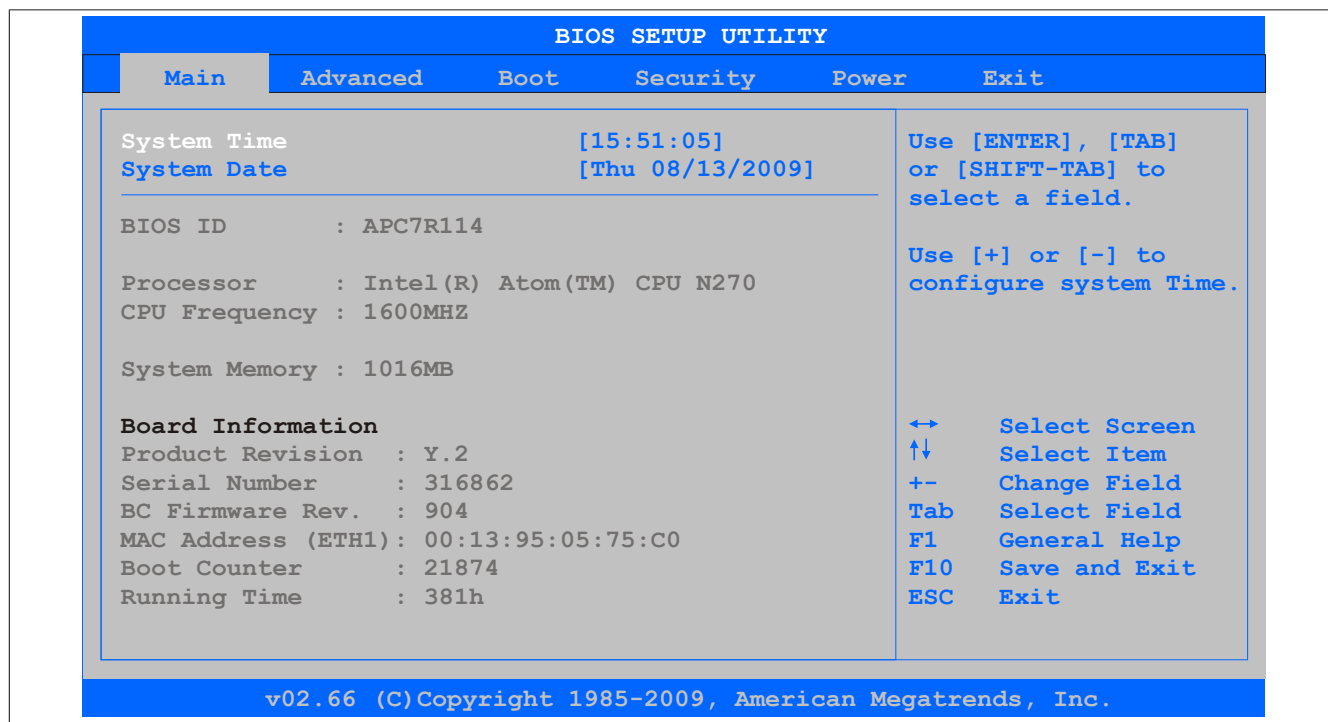 BIOS SETUP UTILITY
Main Advanced Boot Security Power Exit
System Time [15:51:05]
System Date [Thu 08/13/2009]
BIOS ID : APC7R114
Processor : Intel(R) Atom(TM) CPU N270
CPU Frequency : 1600MHZ
System Memory : 1016MB
Board Information
Product Revision : Y.2
Serial Number : 316862
BC Firmware Rev. : 904
MAC Address (ETH1): 00:13:95:05:75:C0
Boot Counter : 21874
Running Time : 381h
Use [ENTER], [TAB]
or [SHIFT-TAB] to
select a field.
Use [+] or [-] to
configure system Time.
↔ Select Screen
↑↓ Select Item
+- Change Field
Tab Select Field
F1 General Help
F10 Save and Exit
ESC Exit
v02.66 (C)Copyright 1985-2009, American Megatrends, Inc.